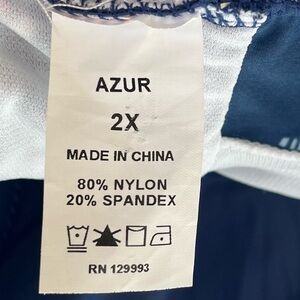 AZUR
2X
MADE IN CHINA
80% NYLON
20% SPANDEX
RN 129993